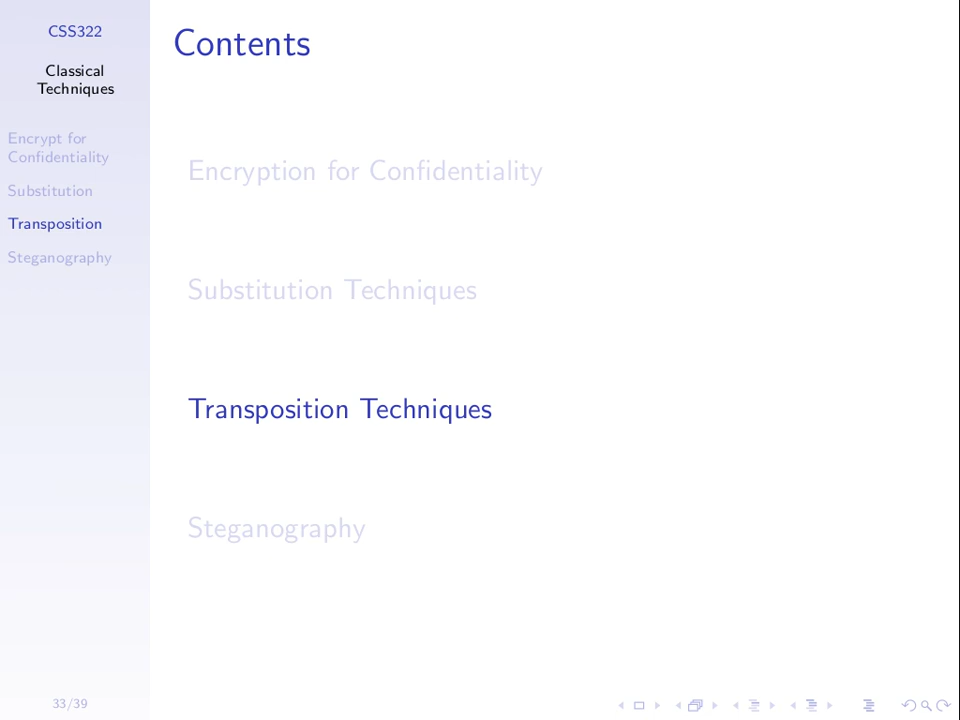 CSS322
Classical
Techniques
Encrypt for
Confidentiality
Substitution
Transposition
Steganography
Contents
Encryption for Confidentiality
Substitution Techniques
Transposition Techniques
Steganography
33/39